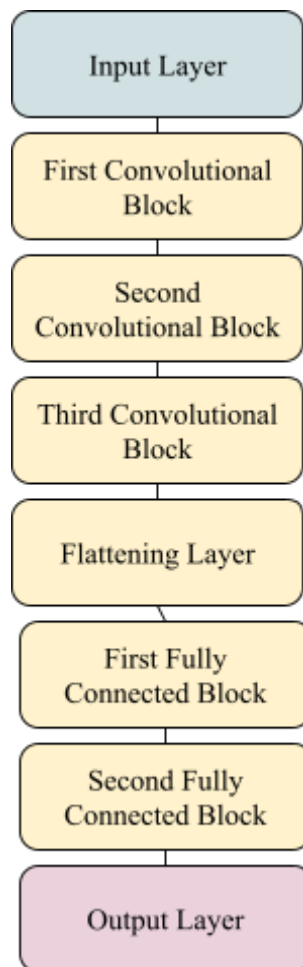 Input Layer
First Convolutional
Block
Second
Convolutional Block
Third Convolutional
Block
Flattening Layer
First Fully
Connected Block
Second Fully
Connected Block
Output Layer